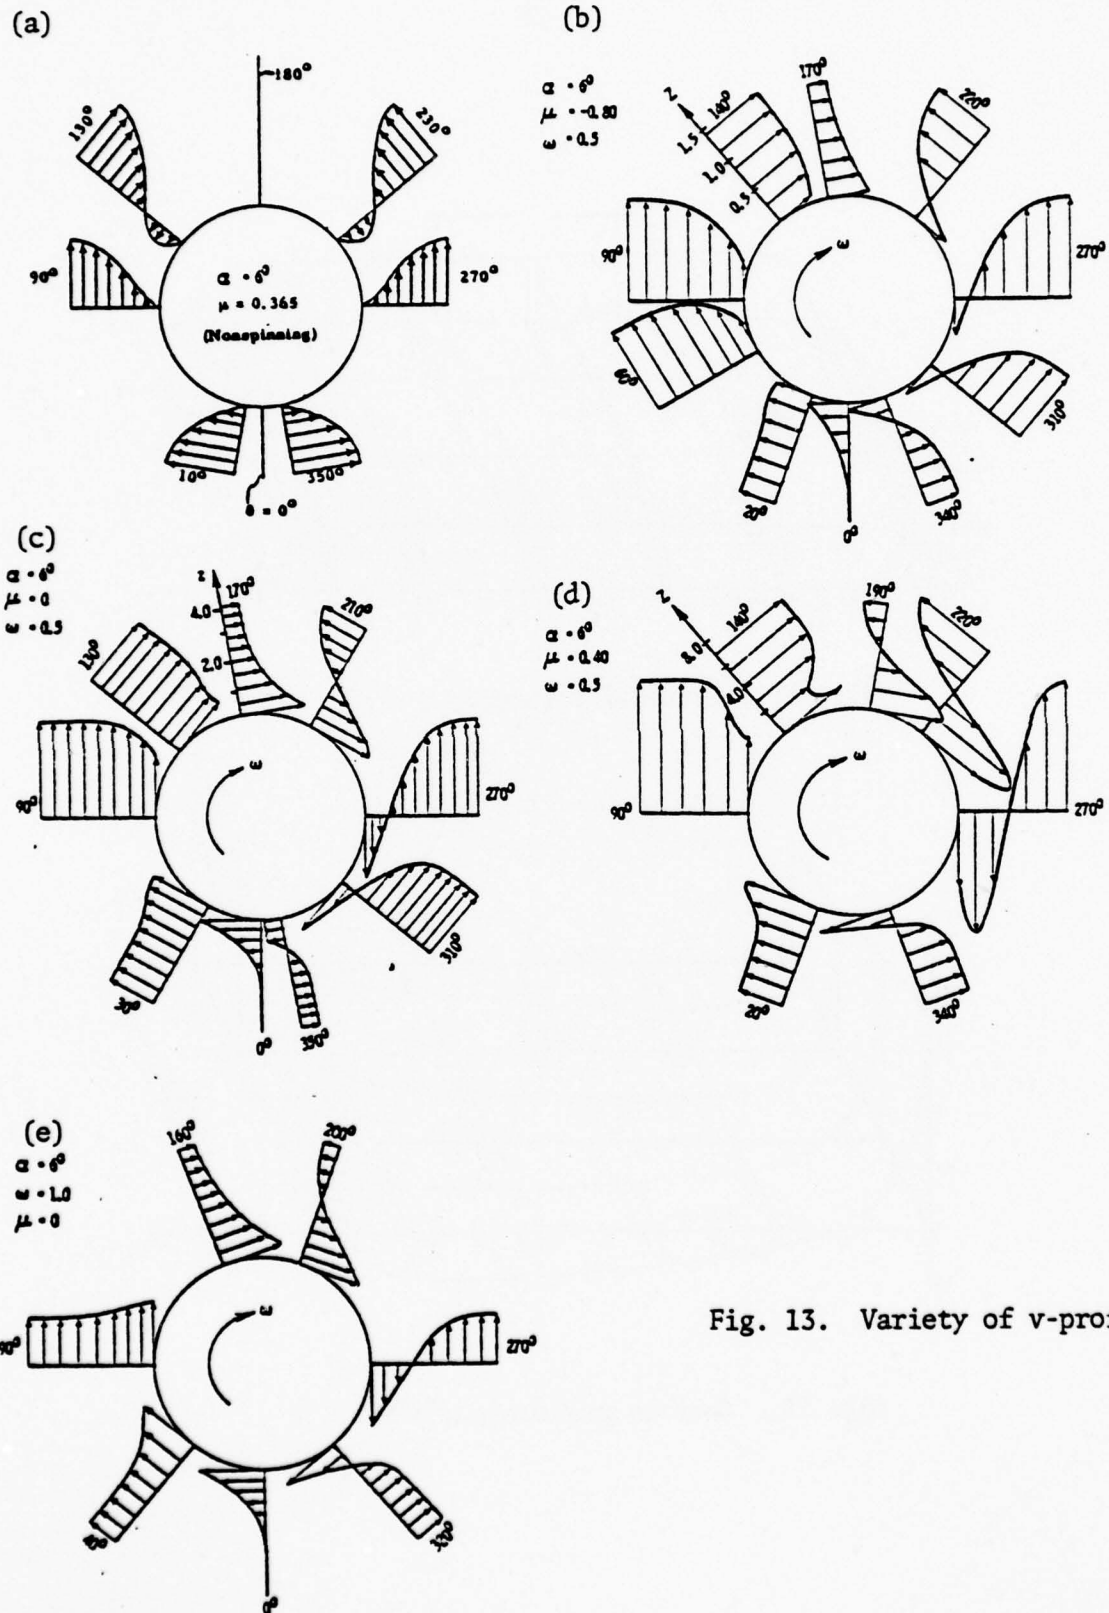 (a)
180°
130°
230°
90°
270°
α = 6°
μ = 0.365
(Nonspinning)
10°
350°
θ = 0°
(b)
α = 6°
μ = -0.80
ω = 0.5
z
1.5
1.0
0.5
140°
170°
220°
90°
270°
ω
310°
20°
0°
340°
(c)
α = 6°
μ = 0
ω = 0.5
z
4.0
2.0
170°
210°
130°
90°
270°
ω
30°
0°
350°
310°
(d)
α = 6°
μ = 0.40
ω = 0.5
z
8.0
4.0
140°
190°
220°
90°
270°
ω
20°
340°
(e)
α = 6°
ω = 1.0
μ = 0
160°
200°
90°
270°
ω
0°
Fig. 13. Variety of v-pro